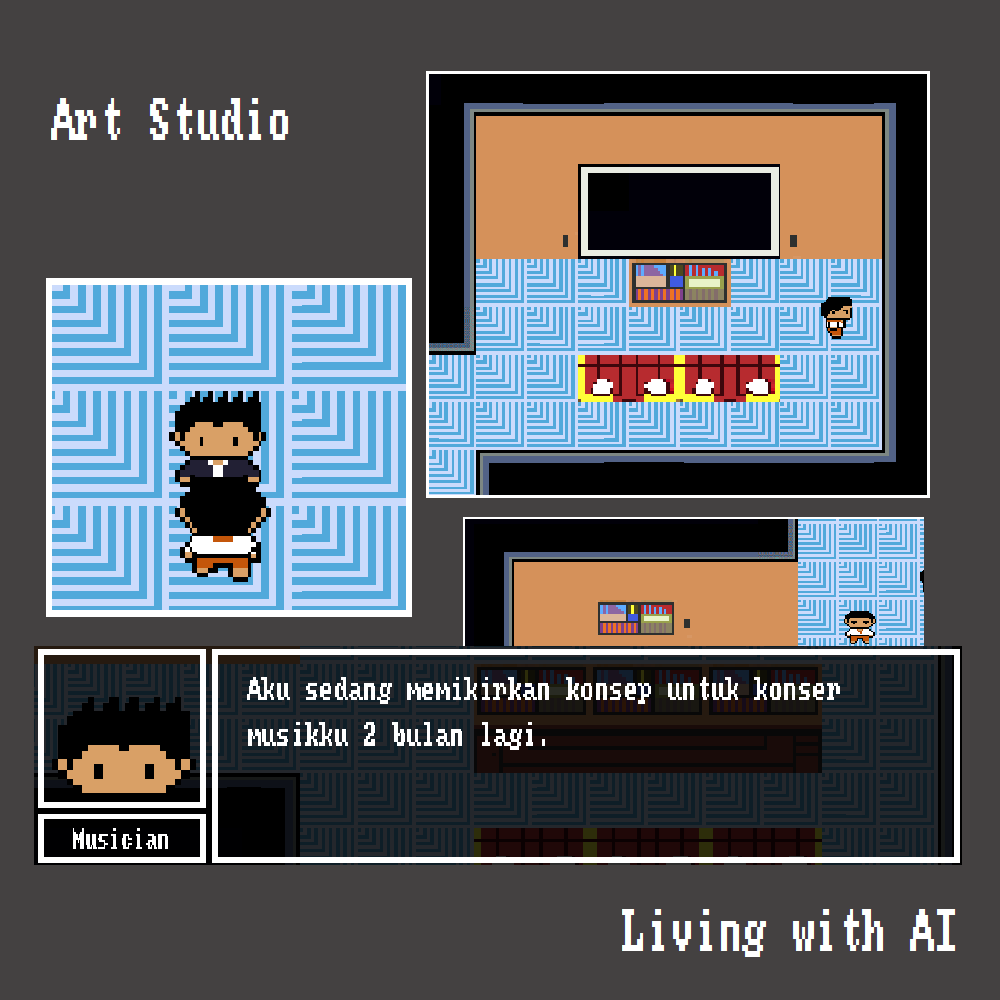 Art Studio
Aku sedang memikirkan konsep untuk konser
musikku 2 bulan lagi.
Musician
Living with AI